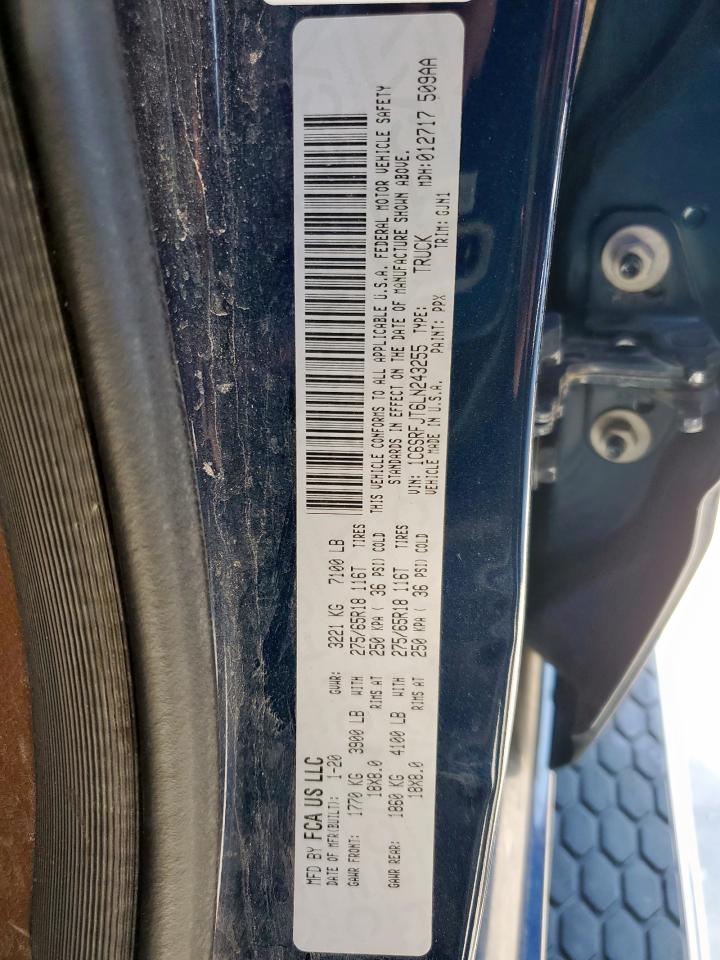 MFD BY FCA US LLC
DATE OF MFR(BUILT): 1-20 GVWR: 3221 KG 7100 LB
GAWR FRONT: 1770 KG 3900 LB WITH 275/65R18 116T TIRES
18X8.0 RIMS AT 250 KPA ( 36 PSI) COLD
GAWR REAR: 1860 KG 4100 LB WITH 275/65R18 116T TIRES
18X8.0 RIMS AT 250 KPA ( 36 PSI) COLD
THIS VEHICLE CONFORMS TO ALL APPLICABLE U.S.A. FEDERAL MOTOR VEHICLE SAFETY
STANDARDS IN EFFECT ON THE DATE OF MANUFACTURE SHOWN ABOVE.
VIN: 1C6SRFJT6LN243255 TYPE: TRUCK MDH:012717 509AA
VEHICLE MADE IN U.S.A. PAINT: PPX TRIM: GJN1